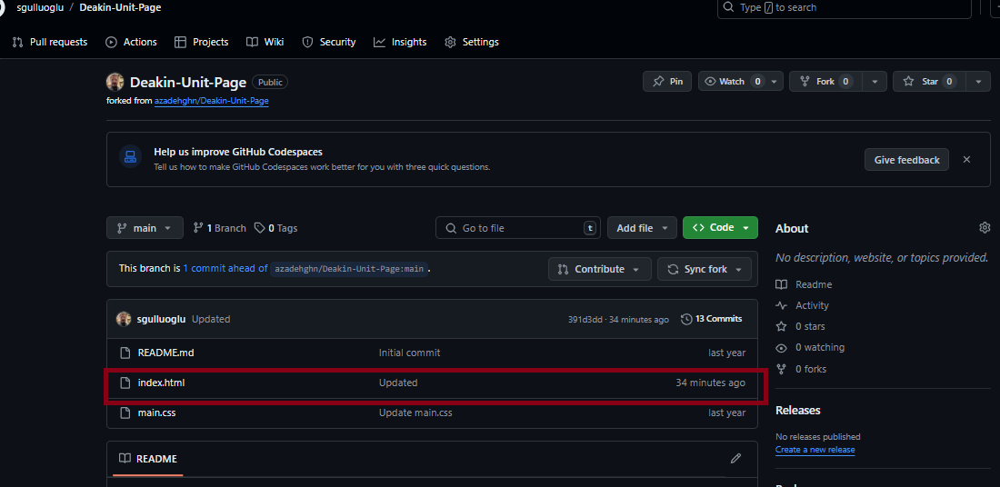 sgulluoglu / Deakin-Unit-Page
Type / to search
Pull requests Actions Projects Wiki Security Insights Settings
Deakin-Unit-Page Public
Pin Watch 0 Fork 0 Star 0
forked from azadehghn/Deakin-Unit-Page
Help us improve GitHub Codespaces
Tell us how to make GitHub Codespaces work better for you with three quick questions.
Give feedback
main 1 Branch 0 Tags Go to file t Add file Code
This branch is 1 commit ahead of azadehghn/Deakin-Unit-Page:main .
Contribute Sync fork
sgulluoglu Updated 391d3dd · 34 minutes ago 13 Commits
README.md Initial commit last year
index.html Updated 34 minutes ago
main.css Update main.css last year
README
About
No description, website, or topics provided.
Readme
Activity
0 stars
0 watching
0 forks
Releases
No releases published
Create a new release